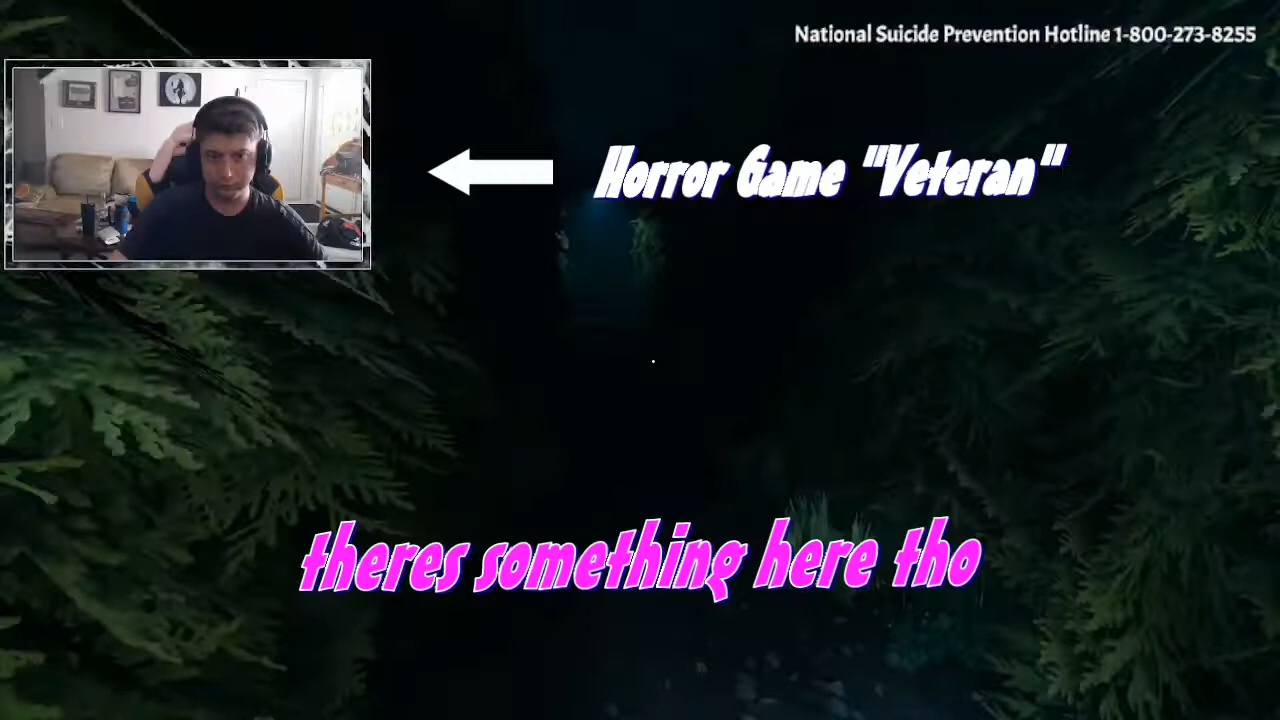 National Suicide Prevention Hotline 1-800-273-8255
Horror Game "Veteran"
theres something here tho